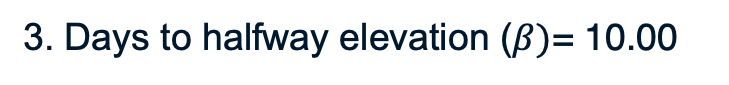 3. Days to halfway elevation (β)= 10.00